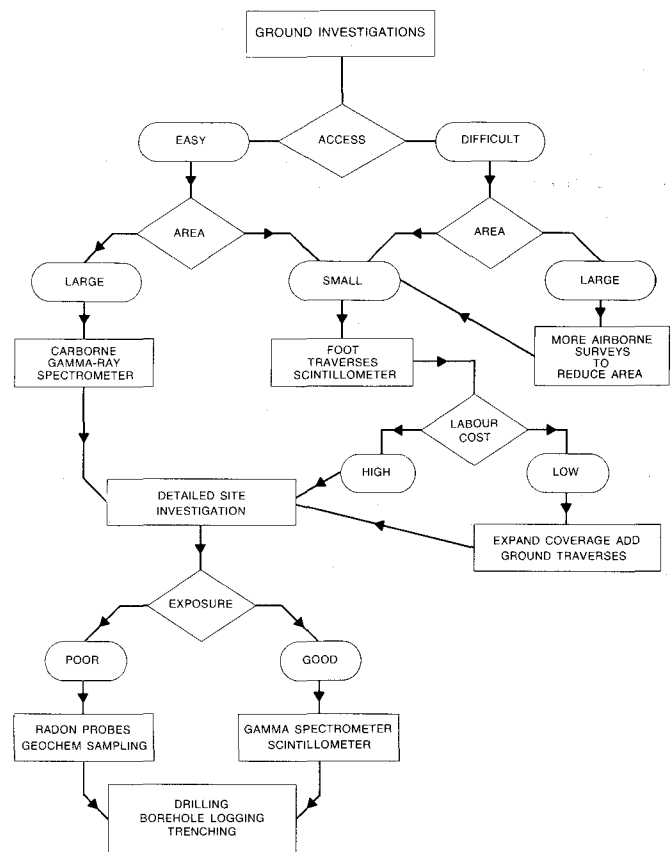 GROUND INVESTIGATIONS
EASY
ACCESS
DIFFICULT
AREA
AREA
LARGE
SMALL
LARGE
CARBORNE
GAMMA-RAY
SPECTROMETER
FOOT
TRAVERSES
SCINTILLOMETER
MORE AIRBORNE
SURVEYS
TO
REDUCE AREA
LABOUR
COST
HIGH
LOW
DETAILED SITE
INVESTIGATION
EXPAND COVERAGE ADD
GROUND TRAVERSES
EXPOSURE
POOR
GOOD
RADON PROBES
GEOCHEM SAMPLING
GAMMA SPECTROMETER
SCINTILLOMETER
DRILLING
BOREHOLE LOGGING
TRENCHING